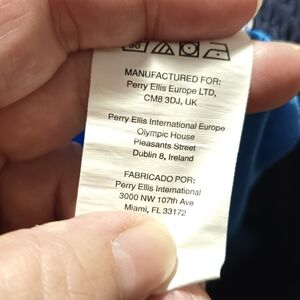 30
MANUFACTURED FOR:
Perry Ellis Europe LTD,
CM8 3DJ, UK
Perry Ellis International Europe
Olympic House
Pleasants Street
Dublin 8, Ireland
FABRICADO POR:
Perry Ellis International
3000 NW 107th Ave
Miami, FL 33172